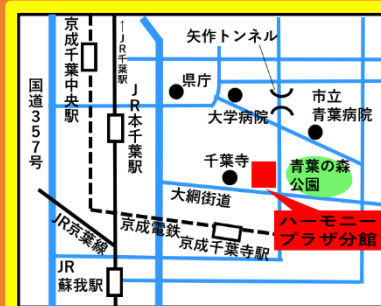 京成千葉中央駅
←JR千葉駅
矢作トンネル
国道357号
JR本千葉駅
県庁
大学病院
市立
青葉病院
千葉寺
青葉の森
公園
大網街道
ハーモニー
プラザ分館
京成電鉄
京成千葉寺駅
JR京葉線
JR
蘇我駅